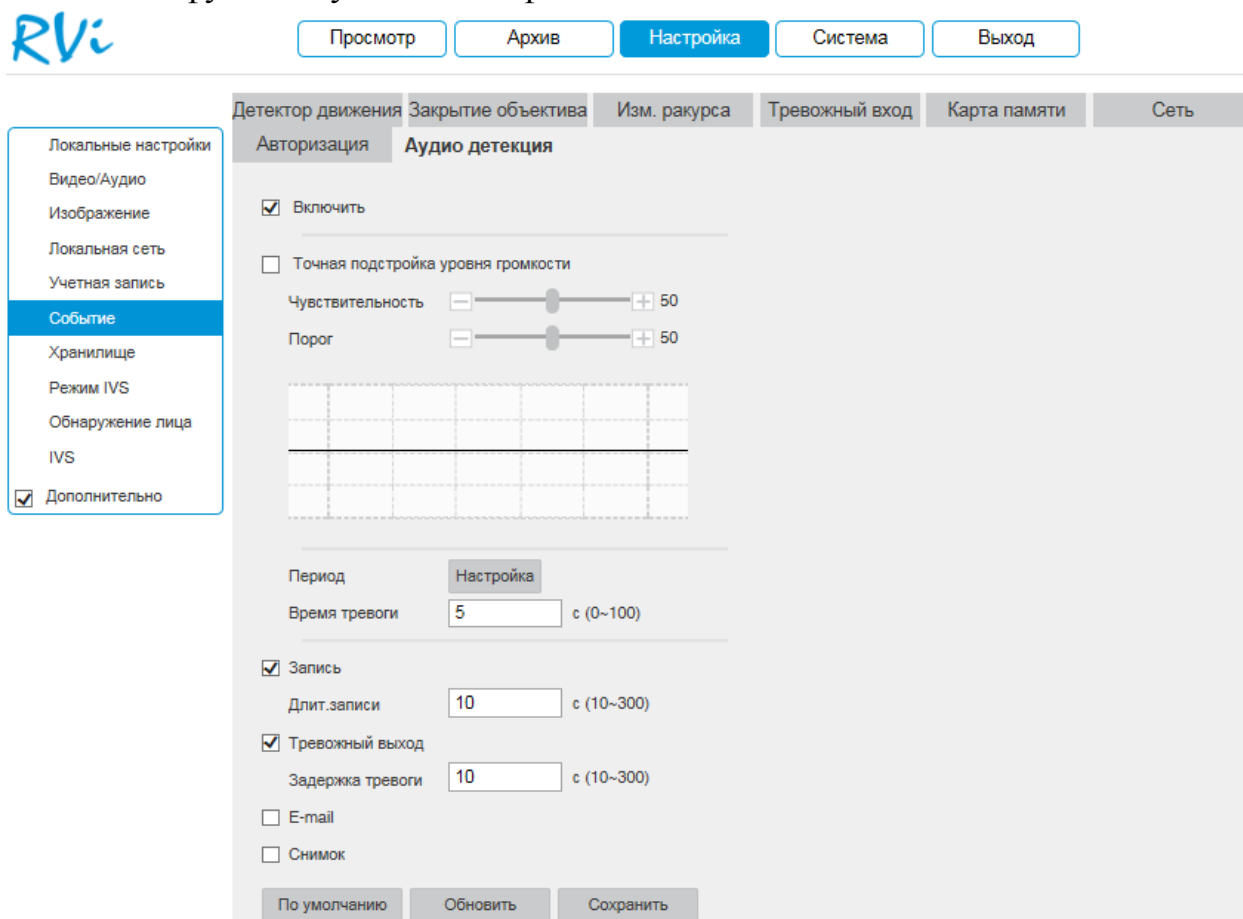 RVi
Просмотр Архив Настройка Система Выход
Детектор движения Закрытие объектива Изм. ракурса Тревожный вход Карта памяти Сеть
Авторизация Аудио детекция
Локальные настройки
Видео/Аудио
Изображение
Локальная сеть
Учетная запись
Событие
Хранилище
Режим IVS
Обнаружение лица
IVS
Дополнительно
Включить
Точная подстройка уровня громкости
Чувствительность 50
Порог 50
Период Настройка
Время тревоги 5 с (0~100)
Запись
Длит.записи 10 с (10~300)
Тревожный выход
Задержка тревоги 10 с (10~300)
E-mail
Снимок
По умолчанию Обновить Сохранить